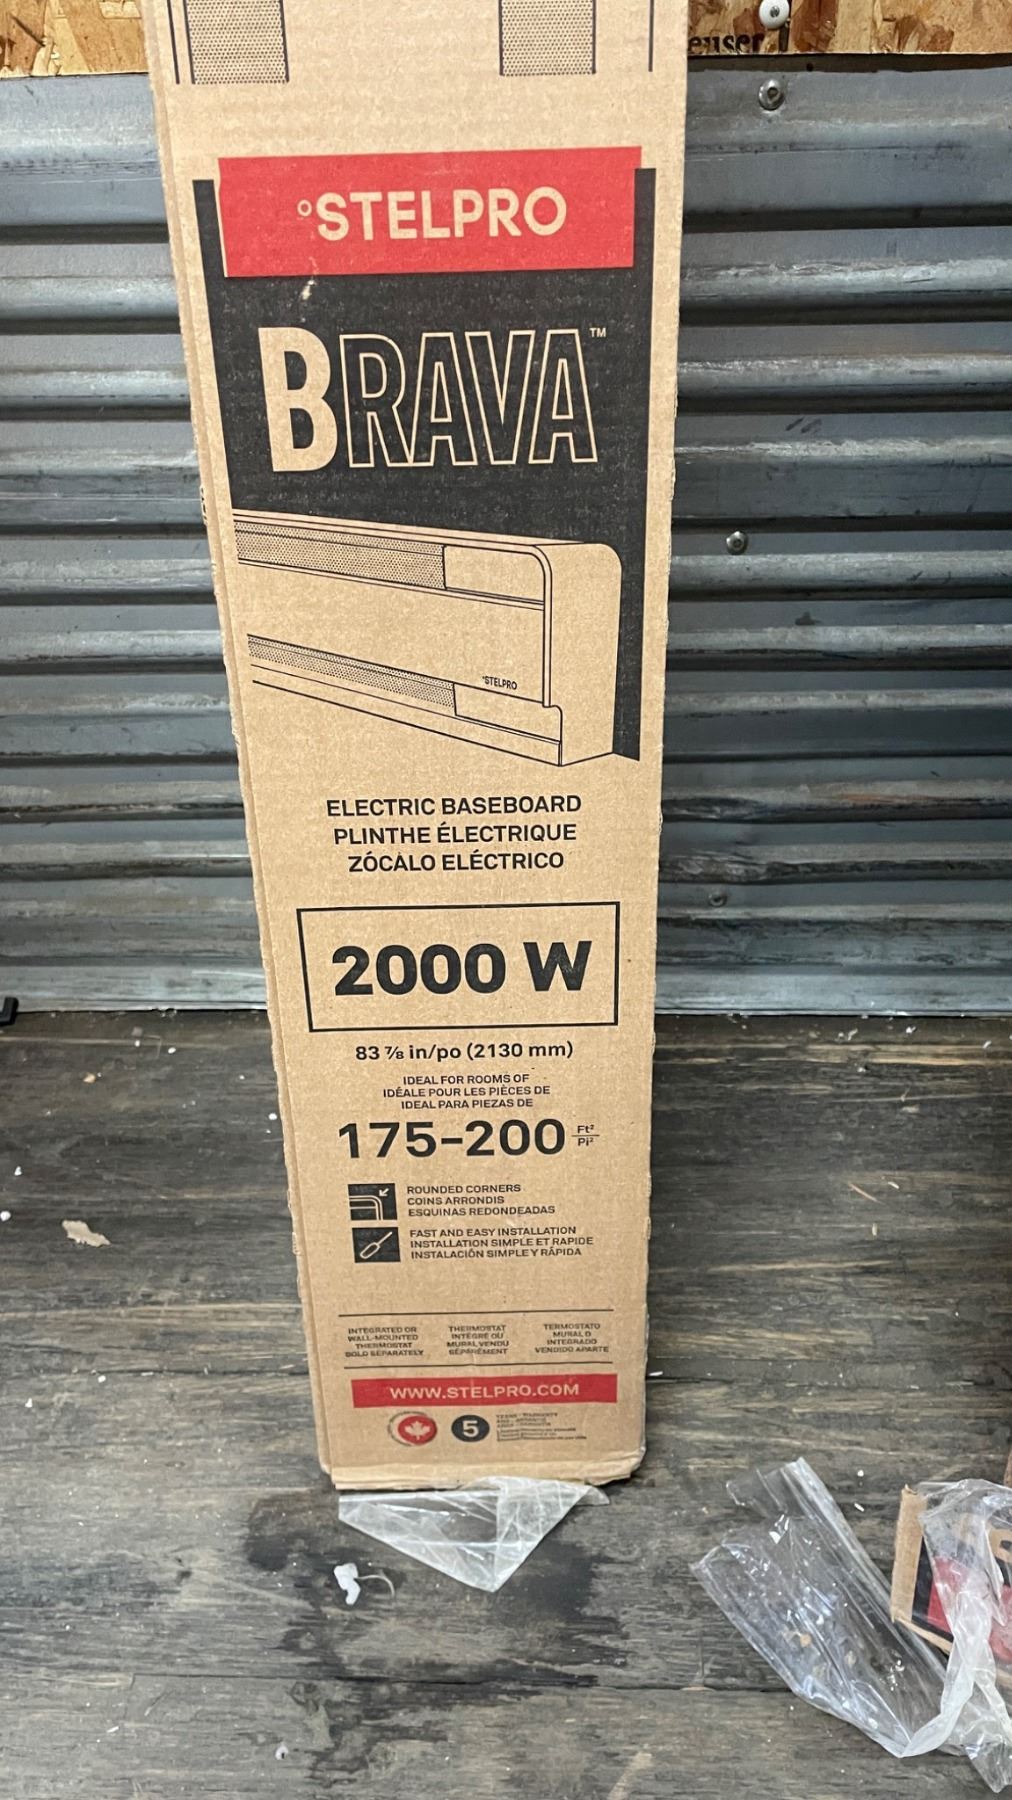 euser
°STELPRO
BRAVA™
°STELPRO
ELECTRIC BASEBOARD
PLINTHE ÉLECTRIQUE
ZÓCALO ELÉCTRICO
2000 W
83 ⅞ in/po (2130 mm)
IDEAL FOR ROOMS OF
IDÉALE POUR LES PIÈCES DE
IDEAL PARA PIEZAS DE
175-200 Ft²
Pi²
ROUNDED CORNERS
COINS ARRONDIS
ESQUINAS REDONDEADAS
FAST AND EASY INSTALLATION
INSTALLATION SIMPLE ET RAPIDE
INSTALACIÓN SIMPLE Y RÁPIDA
INTEGRATED OR
WALL-MOUNTED
THERMOSTAT
SOLD SEPARATELY
THERMOSTAT
INTÉGRÉ OU
MURAL VENDU
SÉPARÉMENT
TERMOSTATO
MURAL O
INTEGRADO
VENDIDO APARTE
WWW.STELPRO.COM
5